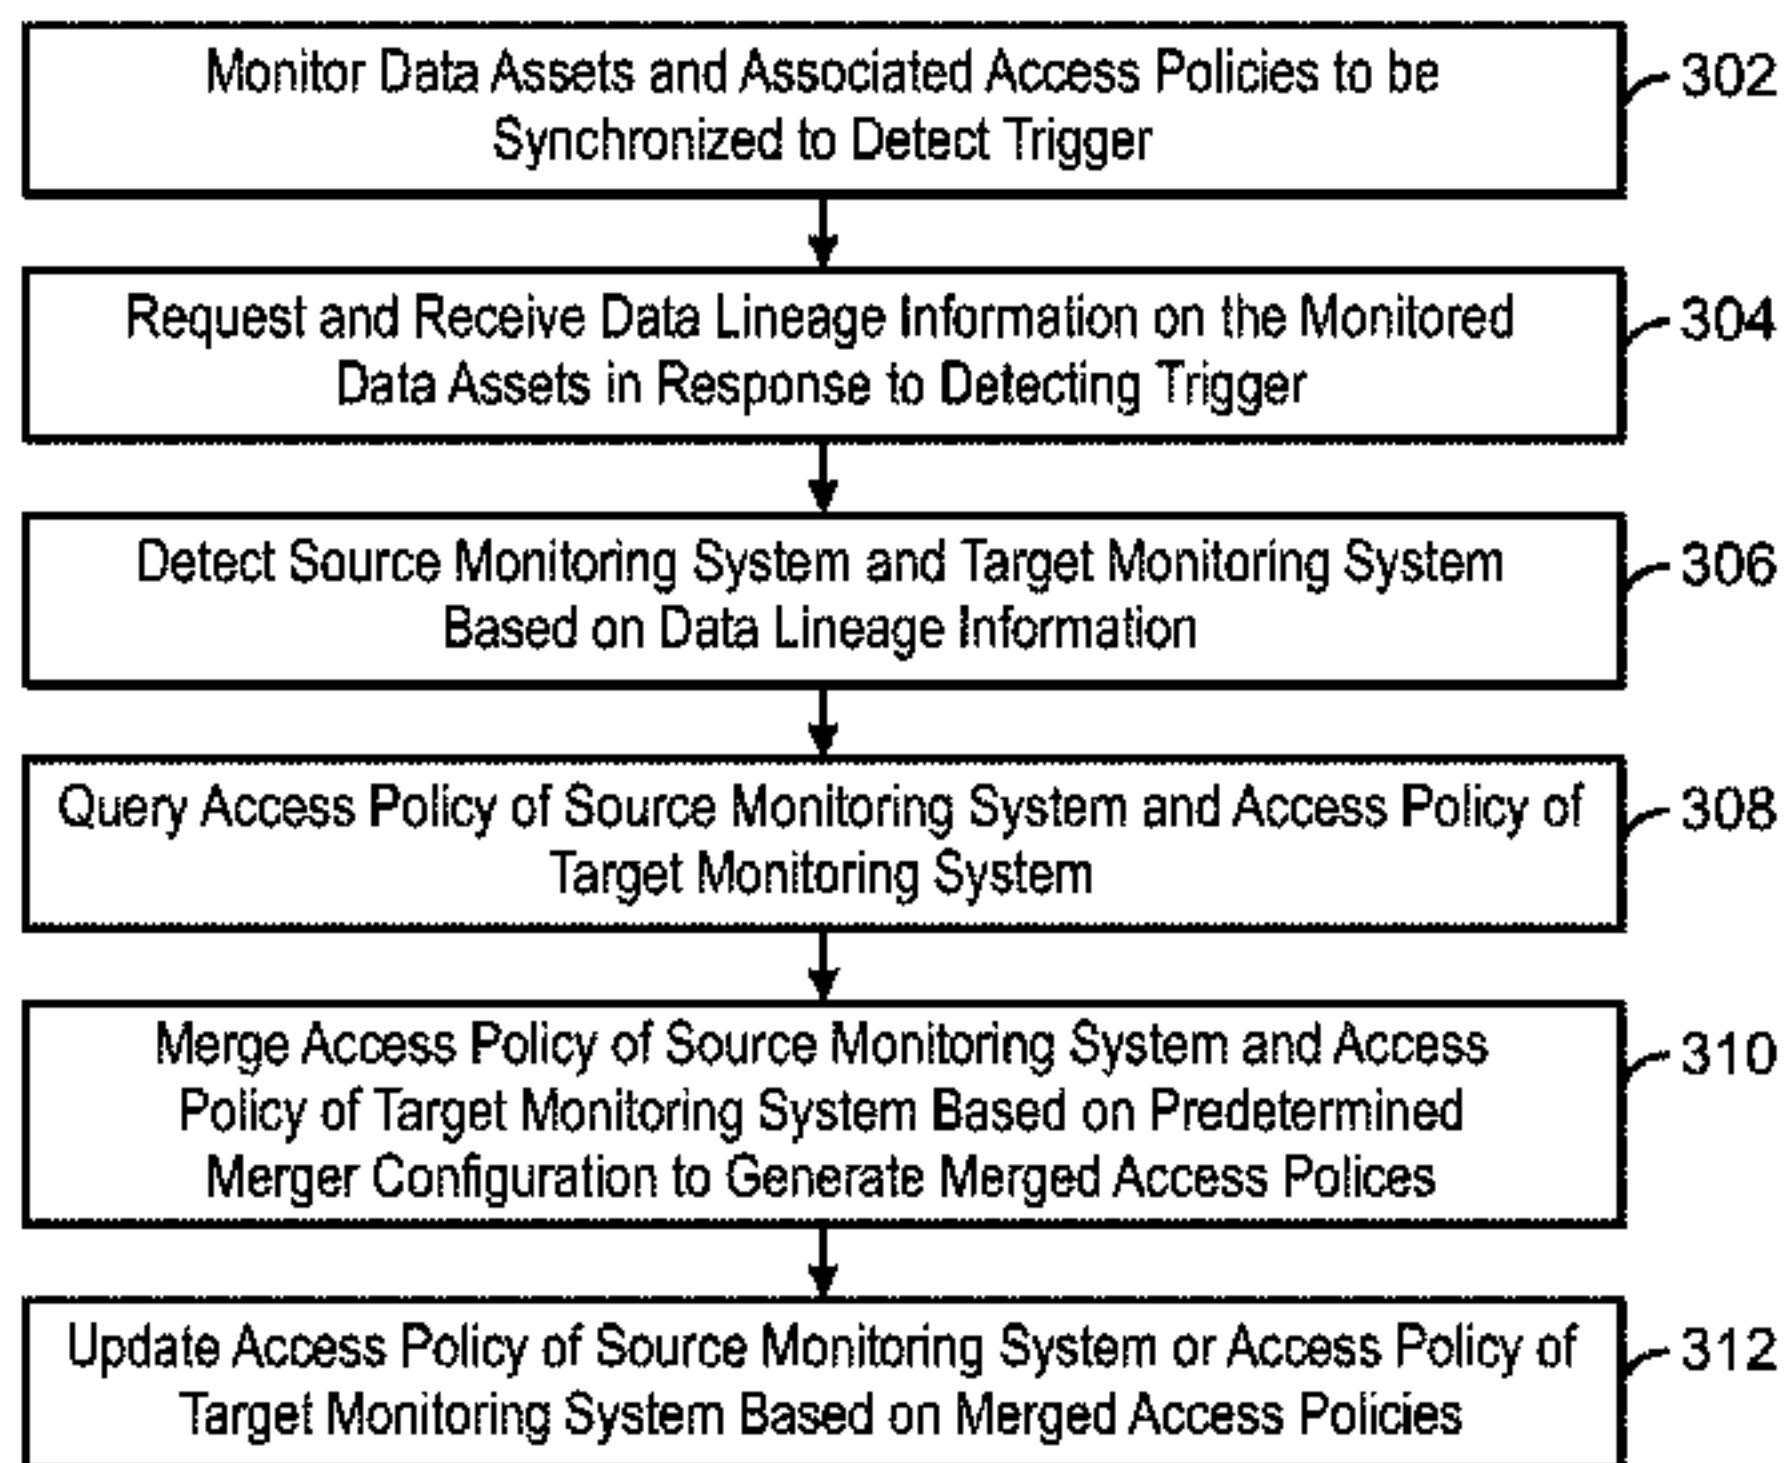 Monitor Data Assets and Associated Access Policies to be
Synchronized to Detect Trigger
302
Request and Receive Data Lineage Information on the Monitored
Data Assets in Response to Detecting Trigger
304
Detect Source Monitoring System and Target Monitoring System
Based on Data Lineage Information
306
Query Access Policy of Source Monitoring System and Access Policy of
Target Monitoring System
308
Merge Access Policy of Source Monitoring System and Access
Policy of Target Monitoring System Based on Predetermined
Merger Configuration to Generate Merged Access Polices
310
Update Access Policy of Source Monitoring System or Access Policy of
Target Monitoring System Based on Merged Access Policies
312